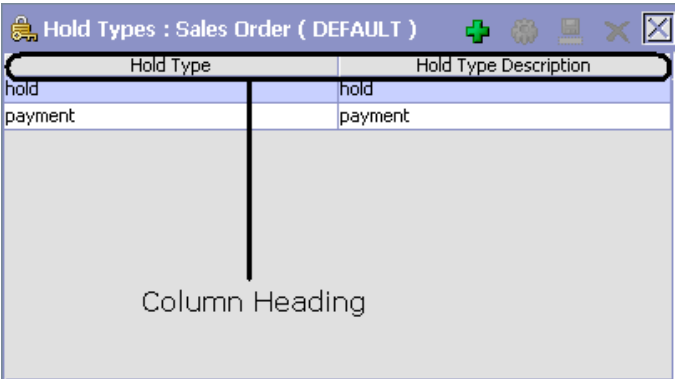 Hold Types : Sales Order ( DEFAULT )
Hold Type Hold Type Description
hold hold
payment payment
Column Heading